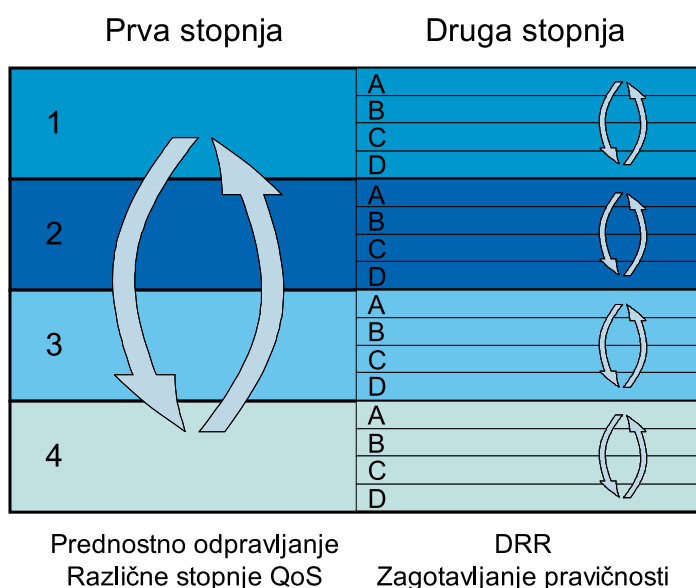 Prva stopnja
Druga stopnja
1
A
B
C
D
2
A
B
C
D
3
A
B
C
D
4
A
B
C
D
Prednostno odpravljanje
Različne stopnje QoS
DRR
Zagotavljanje pravičnosti